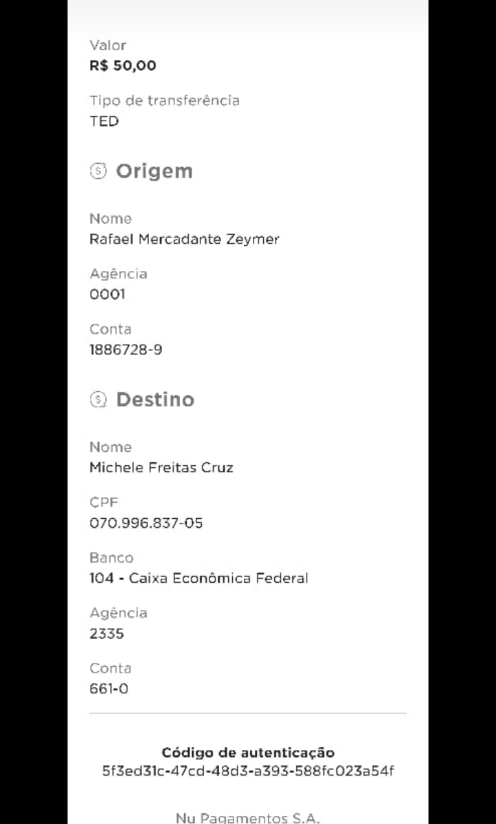 Valor
R$ 50,00
Tipo de transferência
TED
Origem
Nome
Rafael Mercadante Zeymer
Agência
0001
Conta
1886728-9
Destino
Nome
Michele Freitas Cruz
CPF
070.996.837-05
Banco
104 - Caixa Econômica Federal
Agência
2335
Conta
661-0
Código de autenticação
5f3ed31c-47cd-48d3-a393-588fc023a54f
Nu Pagamentos S.A.